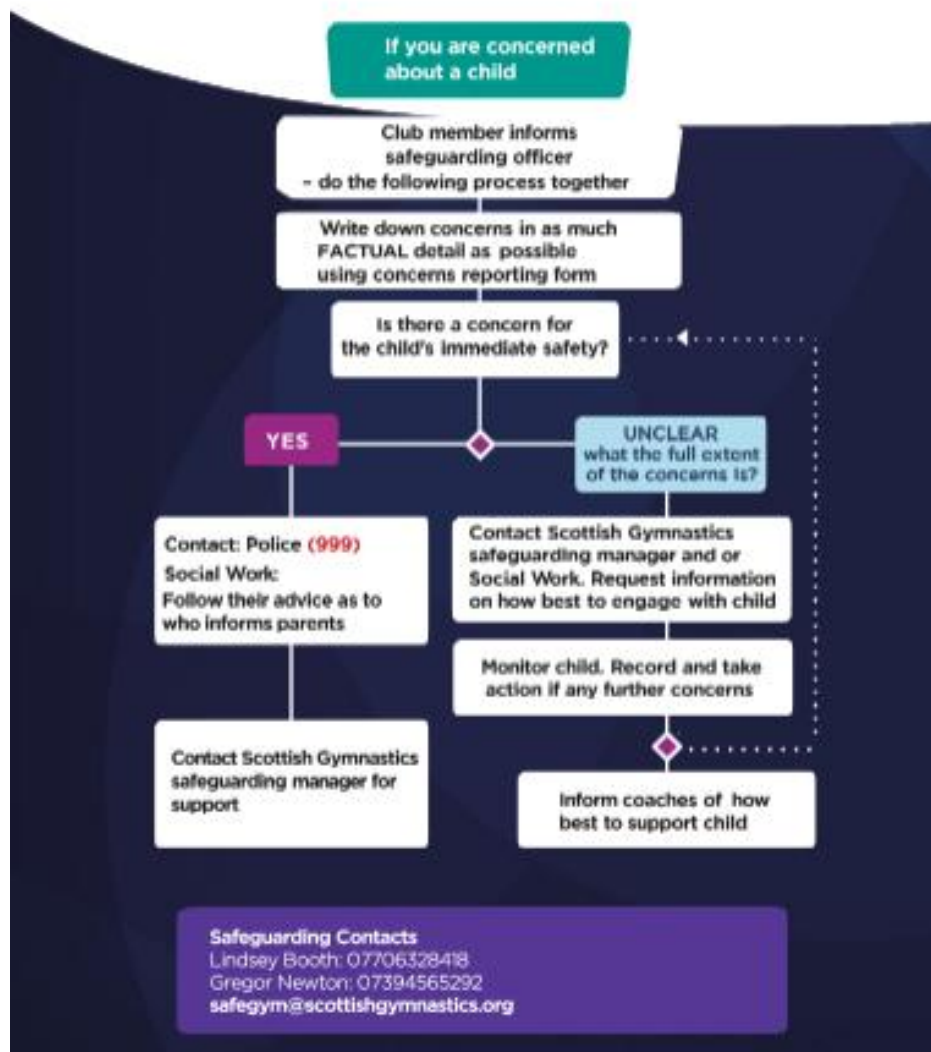 If you are concerned
about a child
Club member informs
safeguarding officer
– do the following process together
Write down concerns in as much
FACTUAL detail as possible
using concerns reporting form
Is there a concern for
the child's immediate safety?
YES
UNCLEAR
what the full extent
of the concerns is?
Contact: Police (999)
Social Work:
Follow their advice as to
who informs parents
Contact Scottish Gymnastics
safeguarding manager and or
Social Work. Request information
on how best to engage with child
Monitor child. Record and take
action if any further concerns
Contact Scottish Gymnastics
safeguarding manager for
support
Inform coaches of how
best to support child
Safeguarding Contacts
Lindsey Booth: 07706328418
Gregor Newton: 07394565292
safegym@scottishgymnastics.org